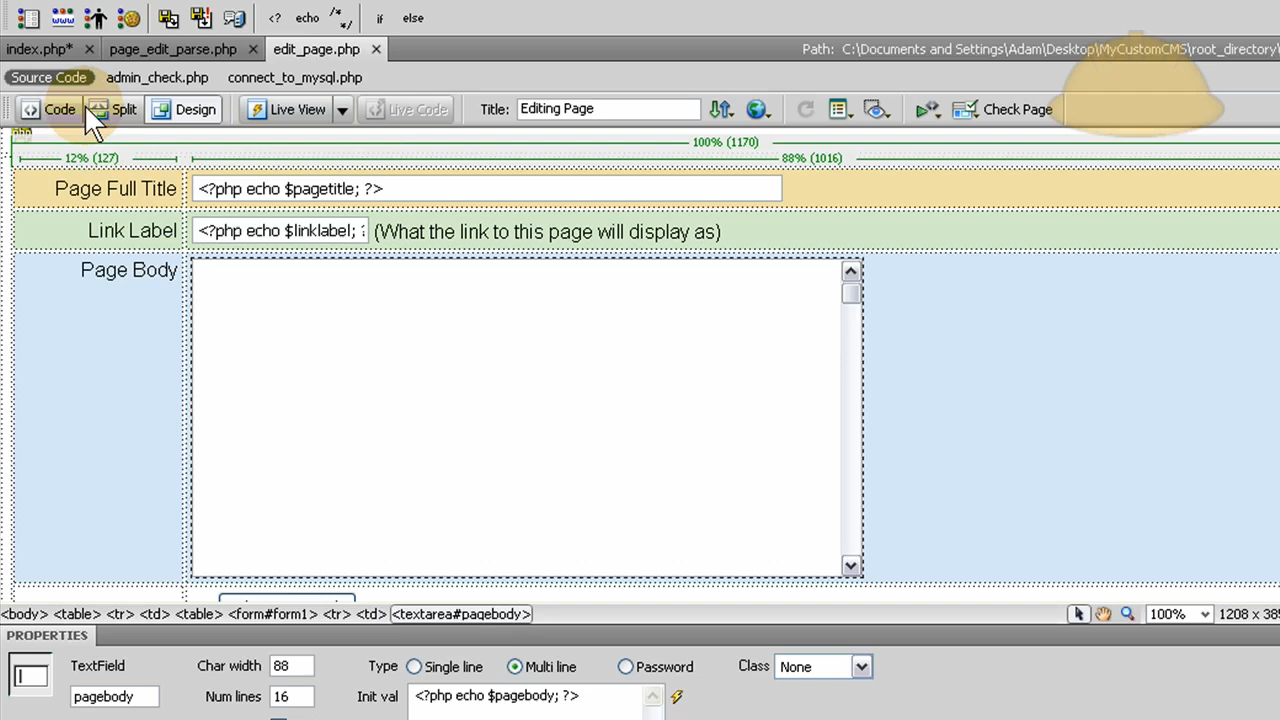 <? echo /* */ if else
index.php* × page_edit_parse.php × edit_page.php × Path: C:\Documents and Settings\Adam\Desktop\MyCustomCMS\root_directory\
Source Code admin_check.php connect_to_mysql.php
Code Split Design Live View Live Code Title: Editing Page Check Page
php
100% (1170)
12% (127) 88% (1016)
Page Full Title <?php echo $pagetitle; ?>
Link Label <?php echo $linklabel; ? (What the link to this page will display as)
Page Body
<body> <table> <tr> <td> <table> <form#form1> <tr> <td> <textarea#pagebody> 100% 1208 x 385
PROPERTIES
TextField Char width 88 Type Single line Multi line Password Class None
pagebody Num lines 16 Init val <?php echo $pagebody; ?>